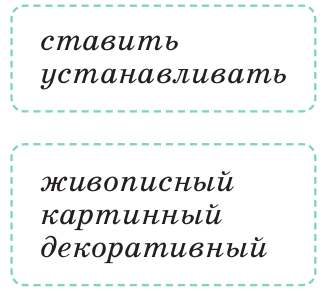 ставить
устанавливать
живописный
картинный
декоративный